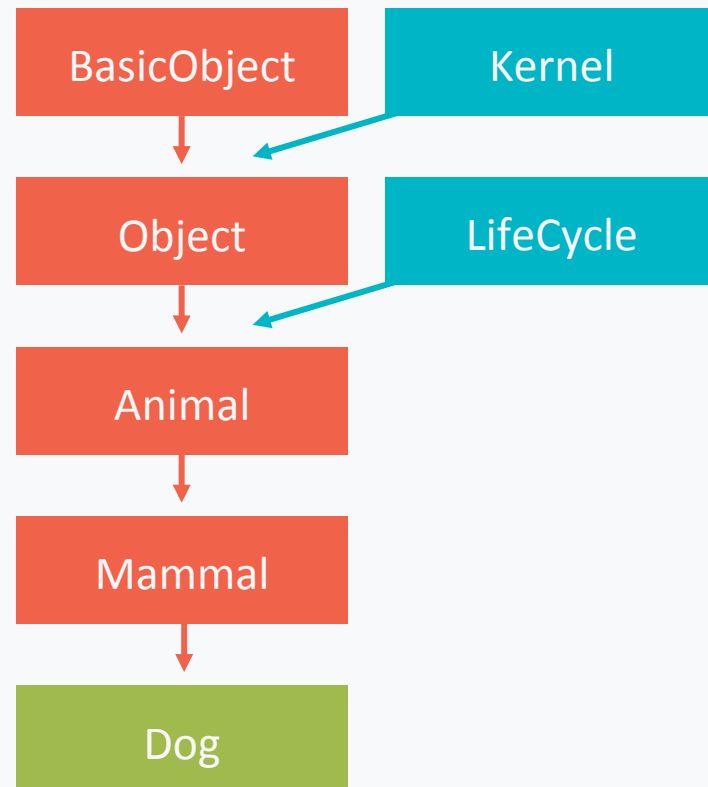 BasicObject
Kernel
Object
LifeCycle
Animal
Mammal
Dog